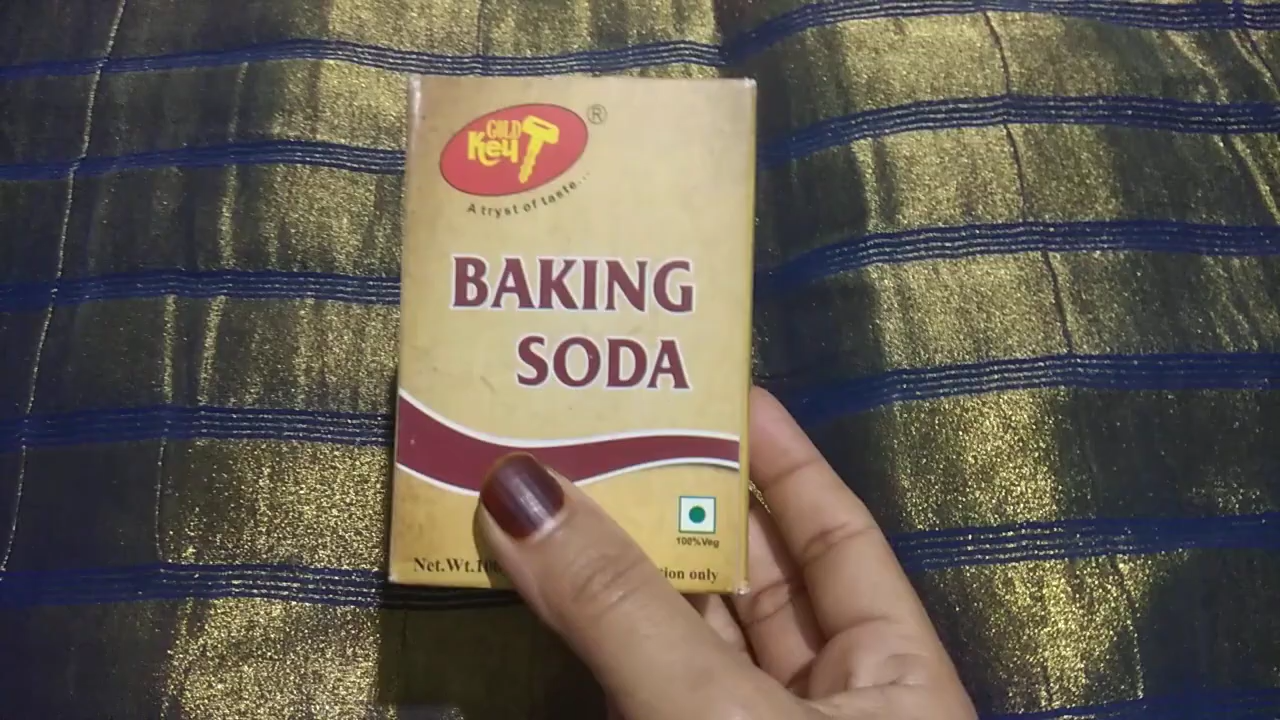 GOLD
Key
®
A tryst of taste...
BAKING
SODA
100%Veg
Net.Wt.10
tion only